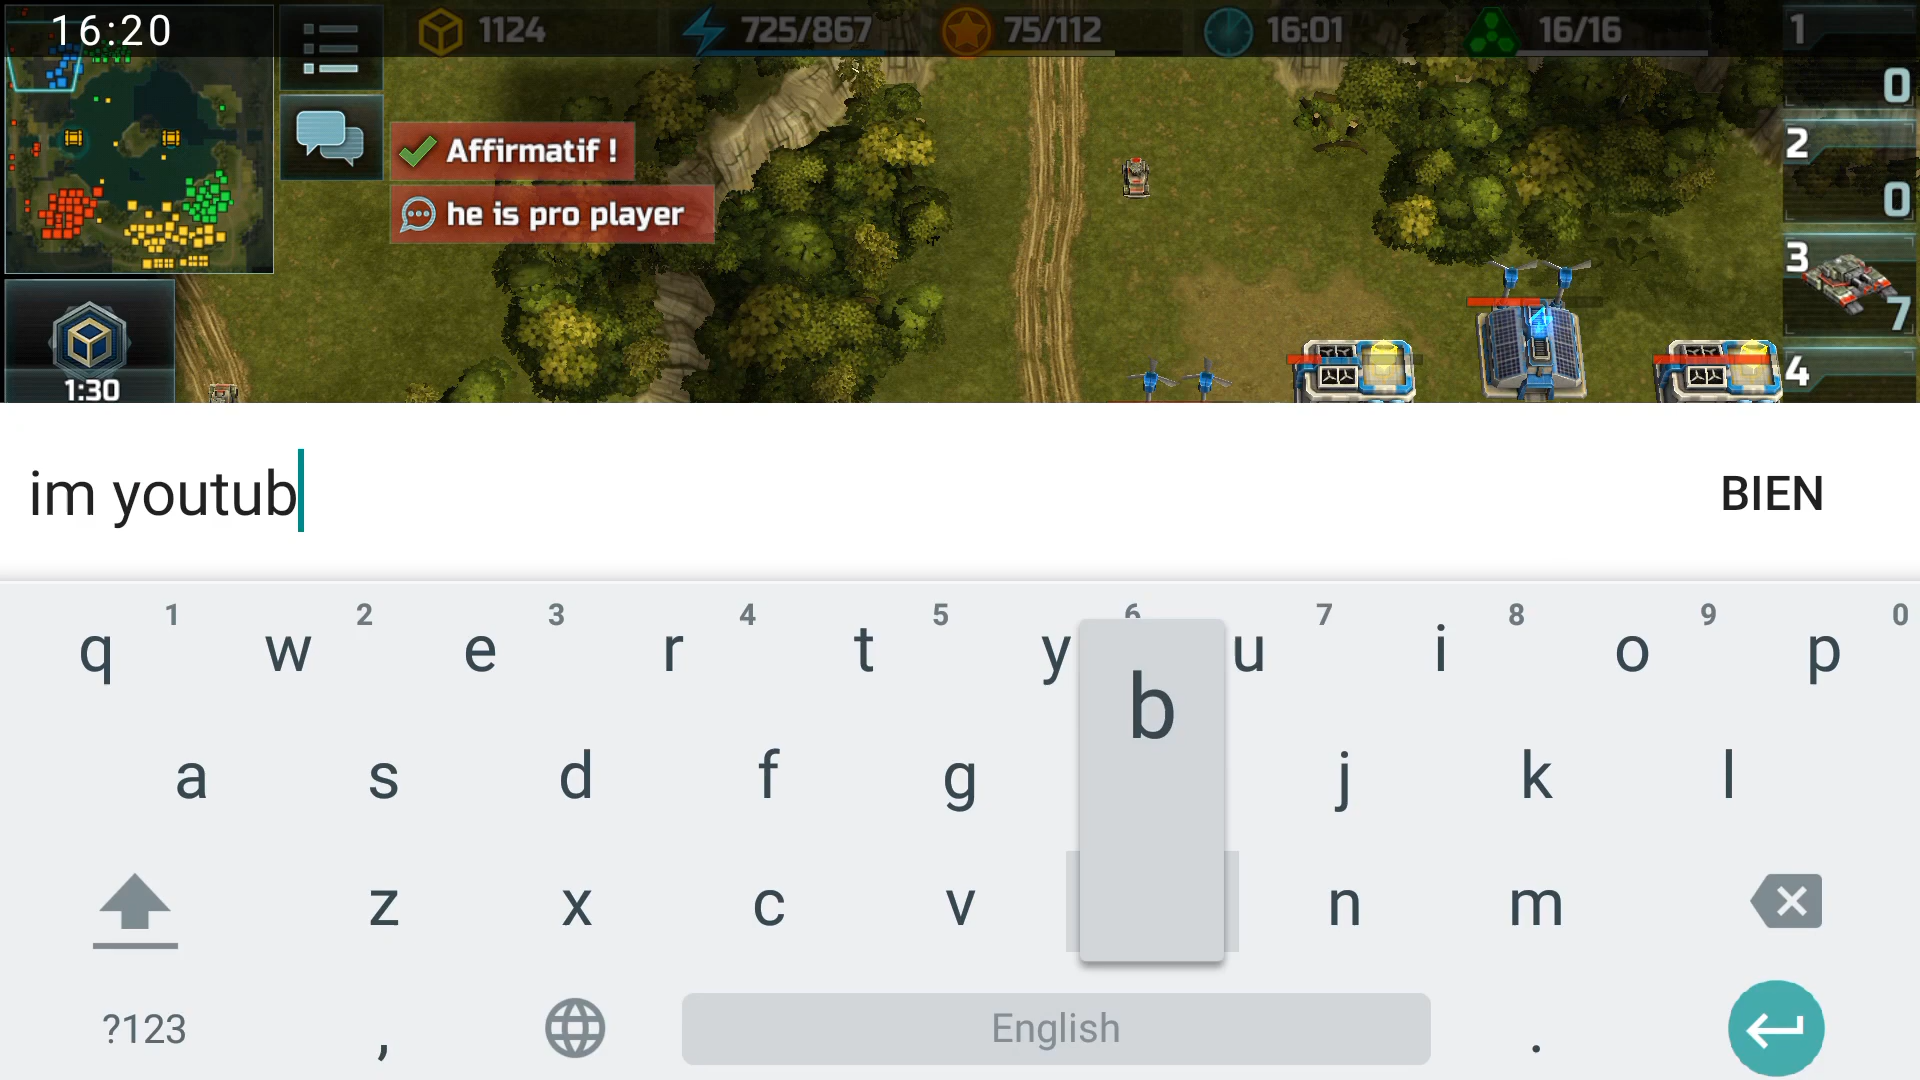 16:20
1124
725/867
75/112
16:01
16/16
1
0
2
0
3
7
4
Affirmatif !
he is pro player
1:30
im youtub
BIEN
1 2 3 4 5 6 7 8 9 0
q w e r t y u i o p
b
a s d f g j k l
z x c v n m
?123 , English .